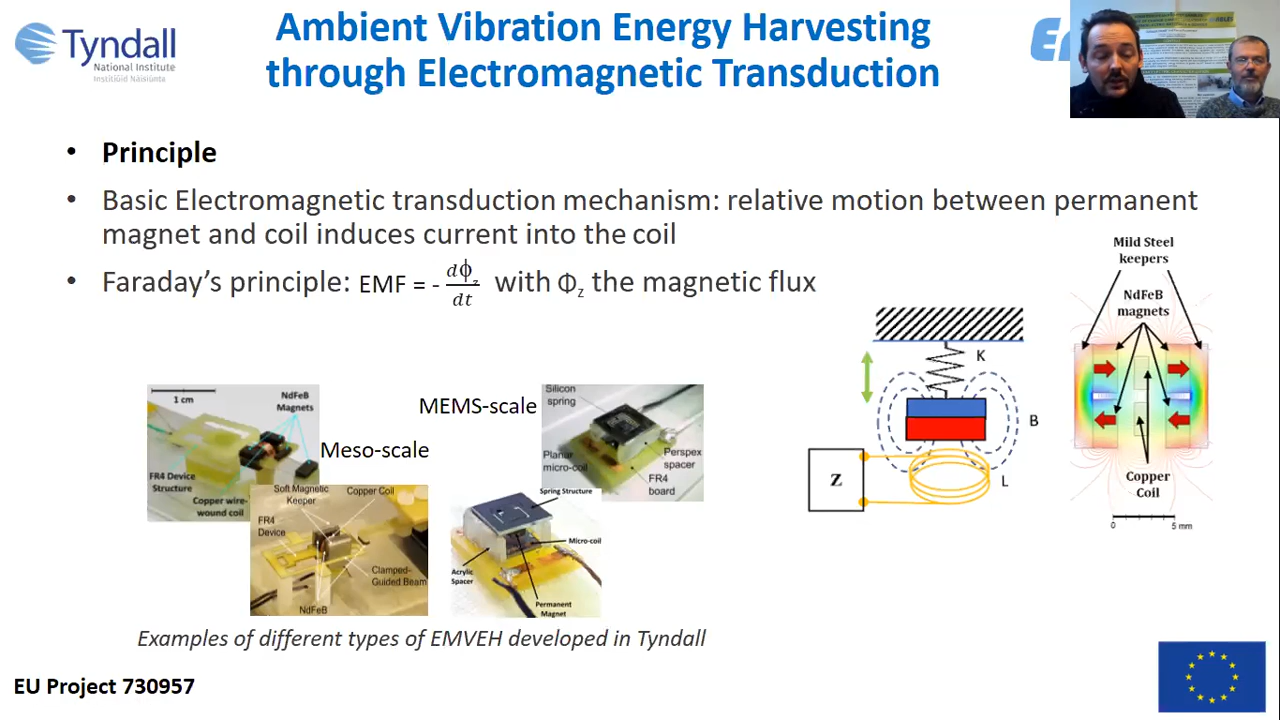 Tyndall
National Institute
Institiúid Náisiúnta
Ambient Vibration Energy Harvesting
through Electromagnetic Transduction
• Principle
• Basic Electromagnetic transduction mechanism: relative motion between permanent
magnet and coil induces current into the coil
• Faraday's principle: EMF = - dϕz/dt with Φz the magnetic flux
1 cm
NdFeB
Magnets
FR4 Device
Structure
Copper wire-
wound coil
Meso-scale
Soft Magnetic
Keeper
Copper Coil
FR4
Device
Clamped-
Guided Beam
NdFeB
MEMS-scale
Silicon
spring
Planar
micro-coil
Perspex
spacer
FR4
board
Spring Structure
Micro-coil
Acrylic
Spacer
Permanent
Magnet
K
B
L
Z
Mild Steel
keepers
NdFeB
magnets
Copper
Coil
0 5 mm
Examples of different types of EMVEH developed in Tyndall
EU Project 730957